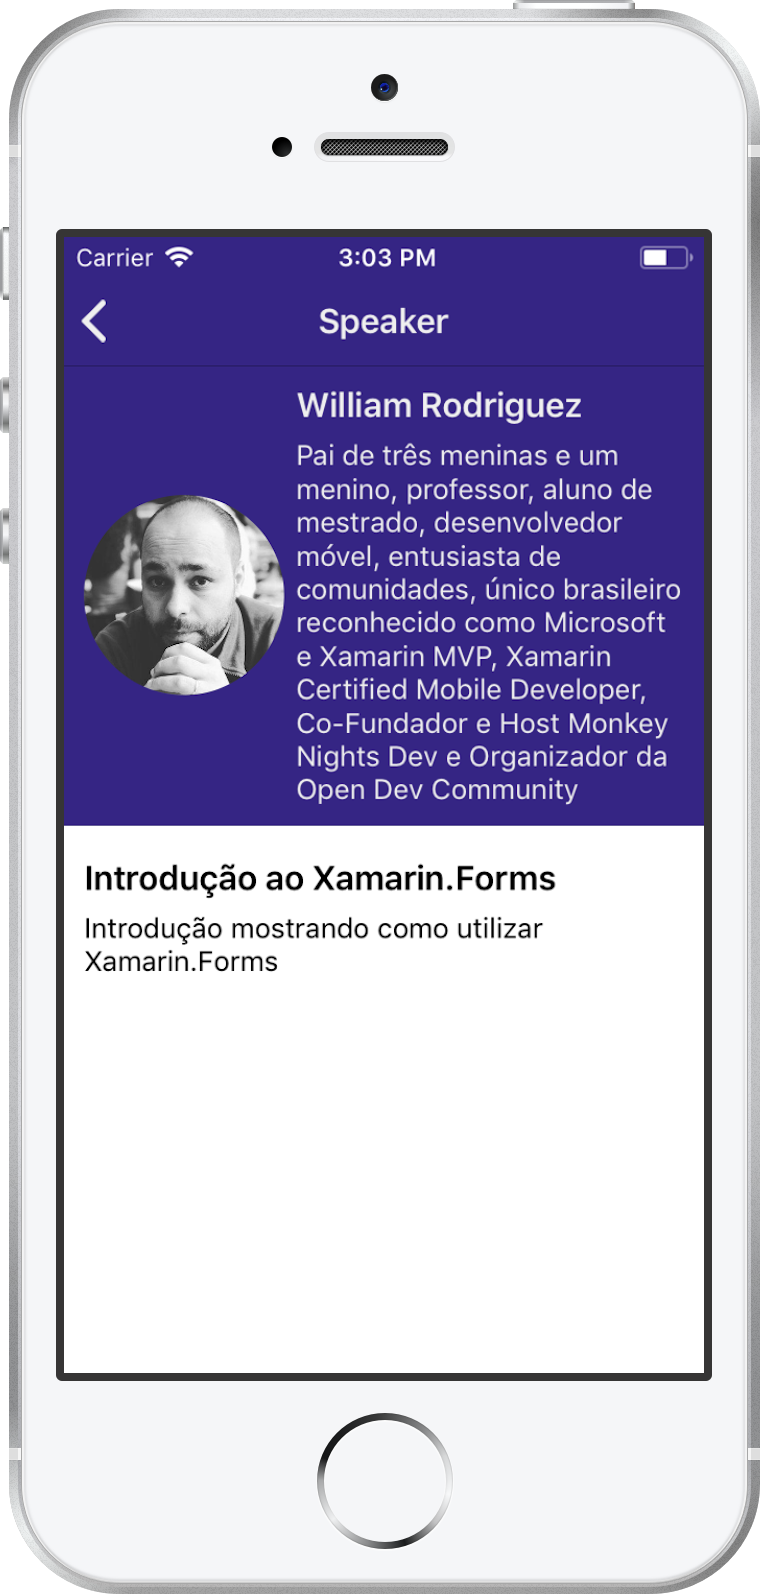 Carrier 3:03 PM
Speaker
William Rodriguez
Pai de três meninas e um
menino, professor, aluno de
mestrado, desenvolvedor
móvel, entusiasta de
comunidades, único brasileiro
reconhecido como Microsoft
e Xamarin MVP, Xamarin
Certified Mobile Developer,
Co-Fundador e Host Monkey
Nights Dev e Organizador da
Open Dev Community
Introdução ao Xamarin.Forms
Introdução mostrando como utilizar
Xamarin.Forms